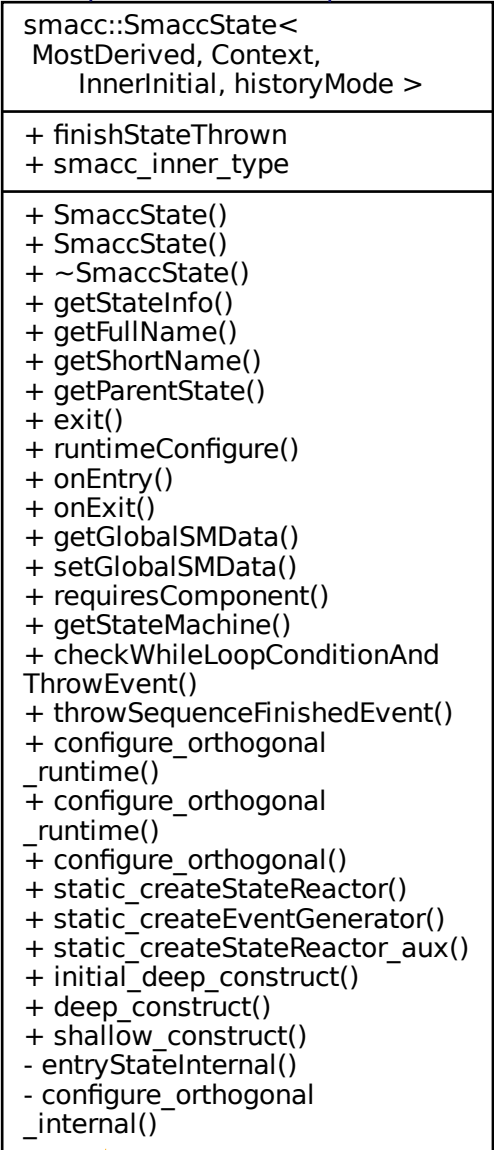 smacc::SmaccState<
MostDerived, Context,
InnerInitial, historyMode >
+ finishStateThrown
+ smacc_inner_type
+ SmaccState()
+ SmaccState()
+ ~SmaccState()
+ getStateInfo()
+ getFullName()
+ getShortName()
+ getParentState()
+ exit()
+ runtimeConfigure()
+ onEntry()
+ onExit()
+ getGlobalSMData()
+ setGlobalSMData()
+ requiresComponent()
+ getStateMachine()
+ checkWhileLoopConditionAnd
ThrowEvent()
+ throwSequenceFinishedEvent()
+ configure_orthogonal
_runtime()
+ configure_orthogonal
_runtime()
+ configure_orthogonal()
+ static_createStateReactor()
+ static_createEventGenerator()
+ static_createStateReactor_aux()
+ initial_deep_construct()
+ deep_construct()
+ shallow_construct()
- entryStateInternal()
- configure_orthogonal
_internal()